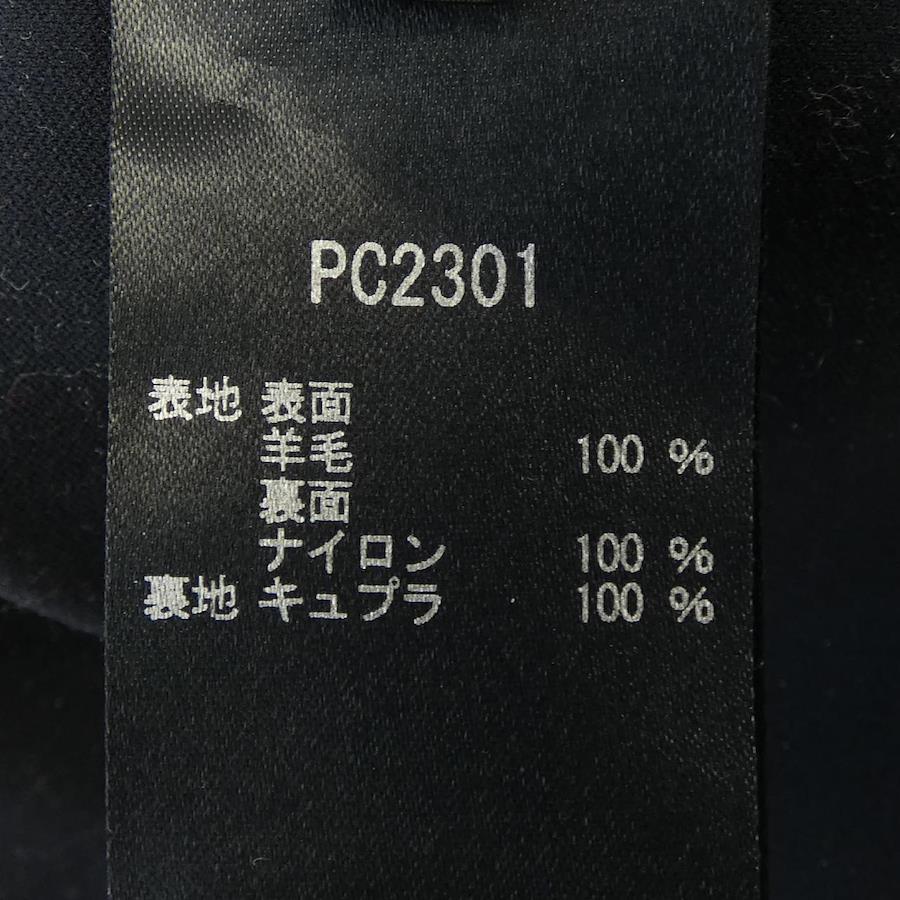 PC2301
表地 表面
羊毛 100 %
裏面
ナイロン 100 %
裏地 キュプラ 100 %